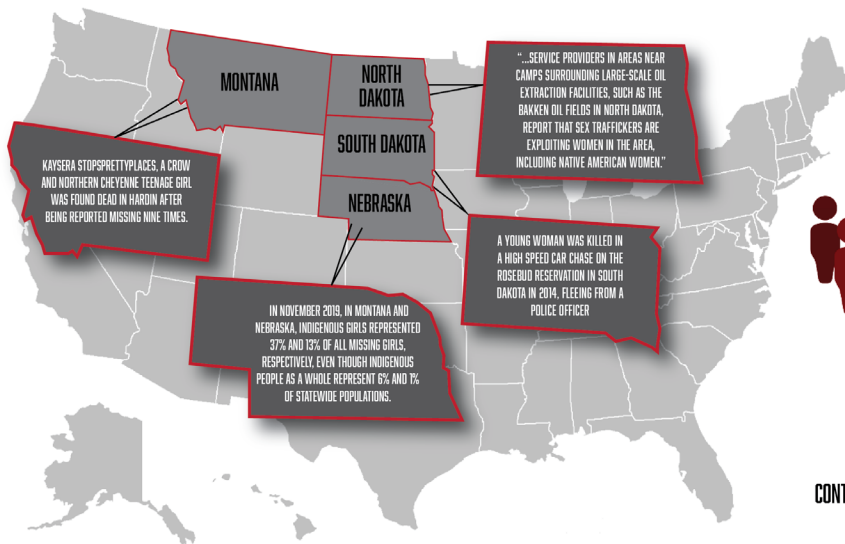 MONTANA
NORTH
DAKOTA
SOUTH DAKOTA
NEBRASKA
"...SERVICE PROVIDERS IN AREAS NEAR
CAMPS SURROUNDING LARGE-SCALE OIL
EXTRACTION FACILITIES, SUCH AS THE
BAKKEN OIL FIELDS IN NORTH DAKOTA,
REPORT THAT SEX TRAFFICKERS ARE
EXPLOITING WOMEN IN THE AREA,
INCLUDING NATIVE AMERICAN WOMEN."
KAYSERA STOPSPRETTYPLACES, A CROW
AND NORTHERN CHEYENNE TEENAGE GIRL
WAS FOUND DEAD IN HARDIN AFTER
BEING REPORTED MISSING NINE TIMES.
A YOUNG WOMAN WAS KILLED IN
A HIGH SPEED CAR CHASE ON THE
ROSEBUD RESERVATION IN SOUTH
DAKOTA IN 2014, FLEEING FROM A
POLICE OFFICER
IN NOVEMBER 2019, IN MONTANA AND
NEBRASKA, INDIGENOUS GIRLS REPRESENTED
37% AND 13% OF ALL MISSING GIRLS,
RESPECTIVELY, EVEN THOUGH INDIGENOUS
PEOPLE AS A WHOLE REPRESENT 6% AND 1%
OF STATEWIDE POPULATIONS.
CONT